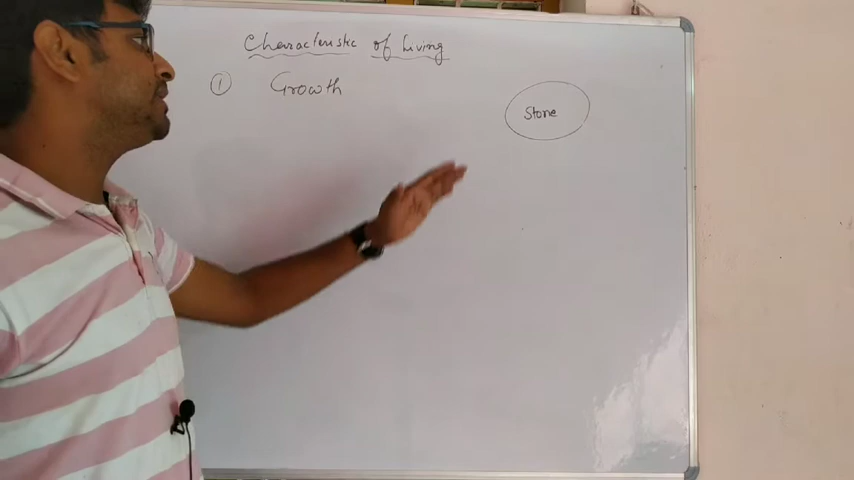 Characteristic of Living
① Growth
Stone